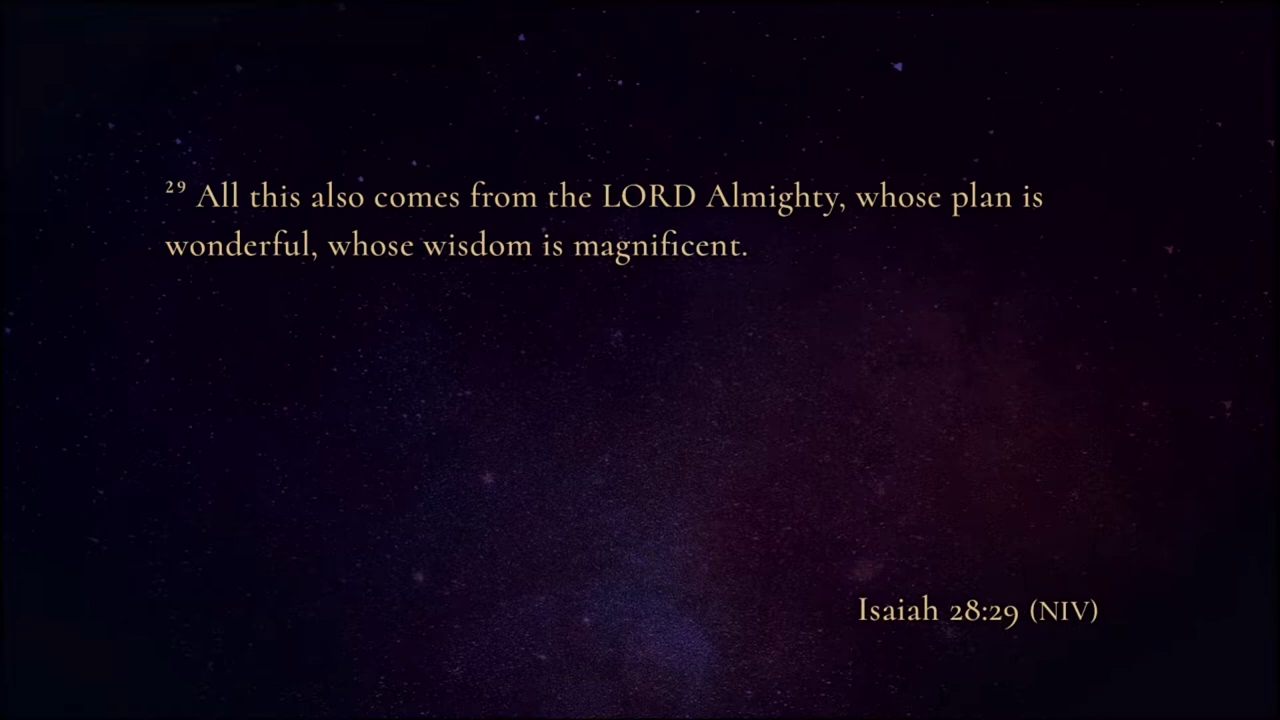 ²⁹ All this also comes from the LORD Almighty, whose plan is
wonderful, whose wisdom is magnificent.
Isaiah 28:29 (NIV)